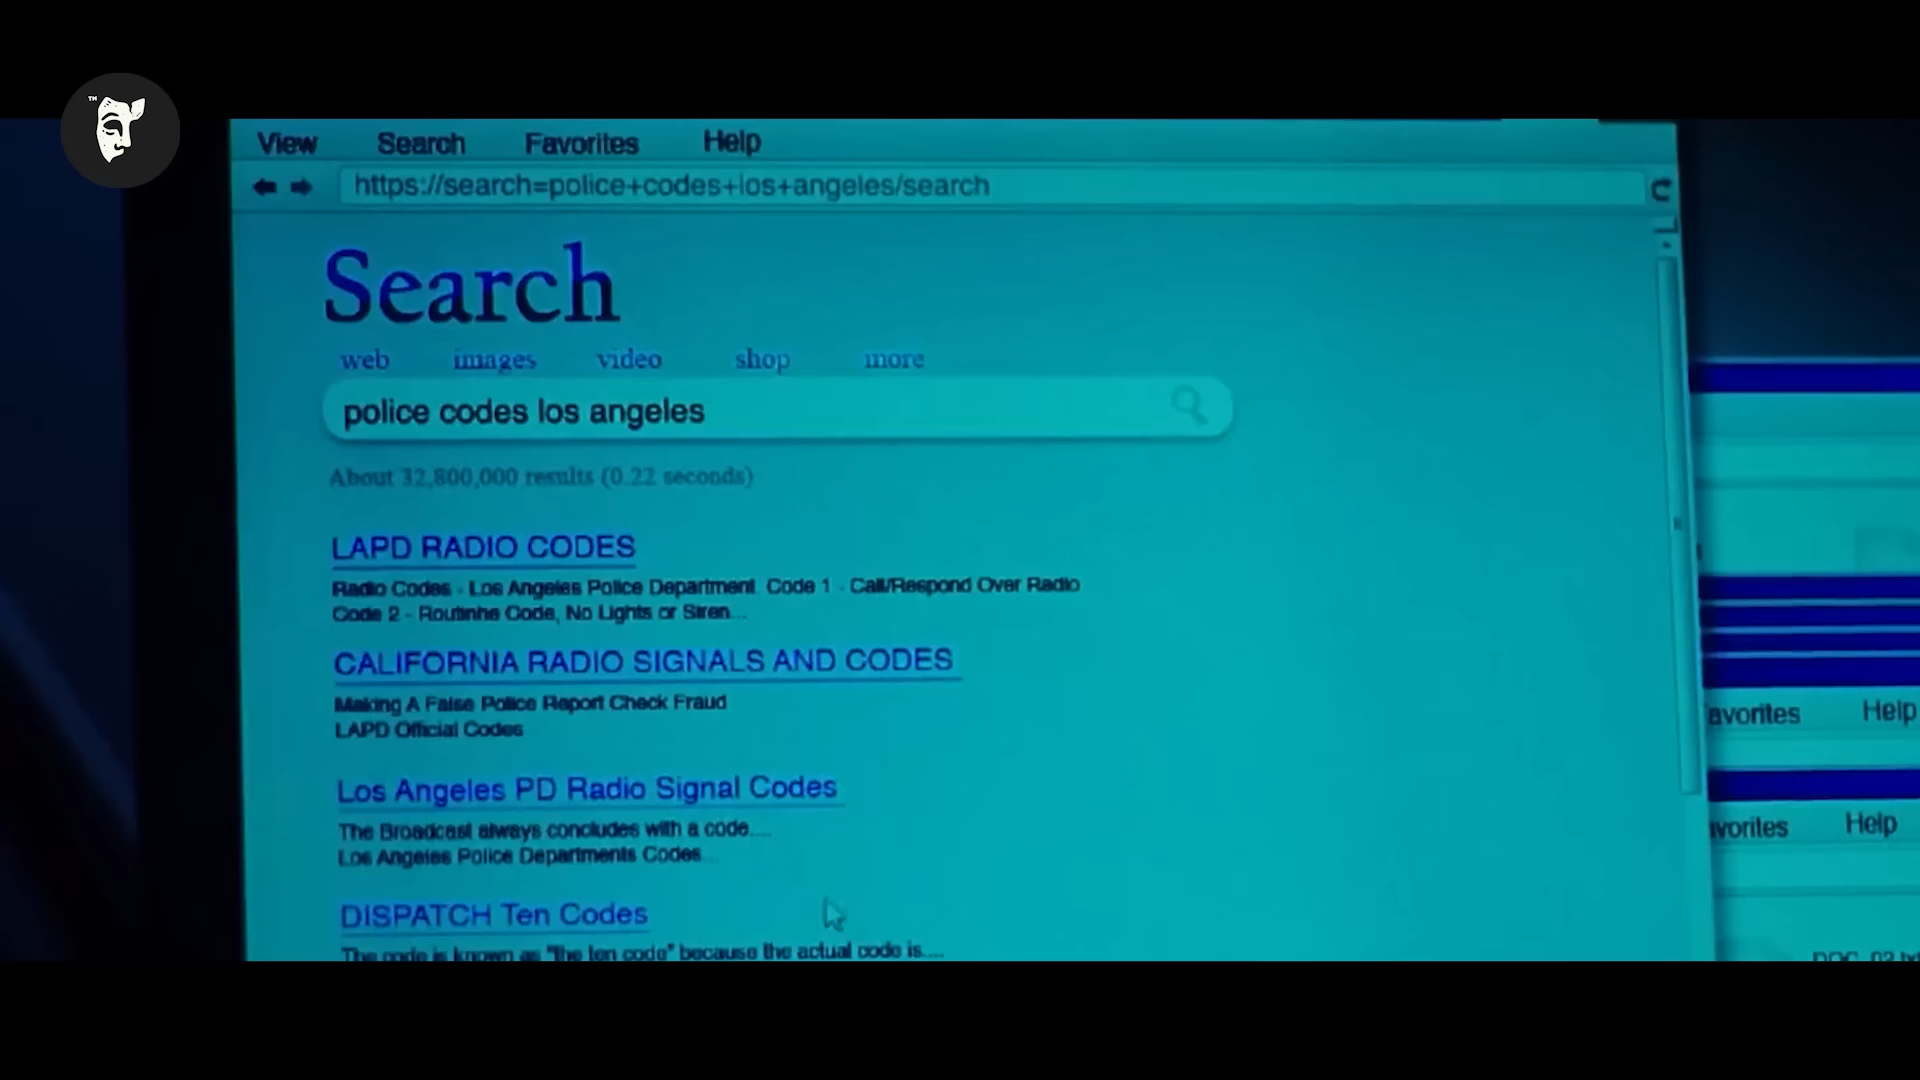 TM
View Search Favorites Help
https://search=police+codes+los+angeles/search
Search
web images video shop more
police codes los angeles
About 32,800,000 results (0.22 seconds)
LAPD RADIO CODES
Radio Codes - Los Angeles Police Department. Code 1 - Call/Respond Over Radio
Code 2 - Routinhe Code, No Lights or Siren...
CALIFORNIA RADIO SIGNALS AND CODES
Making A False Police Report Check Fraud
LAPD Official Codes
Los Angeles PD Radio Signal Codes
The Broadcast always concludes with a code....
Los Angeles Police Departments Codes...
DISPATCH Ten Codes
The code is known as "the ten code" because the actual code is....
avorites Help
vorites Help